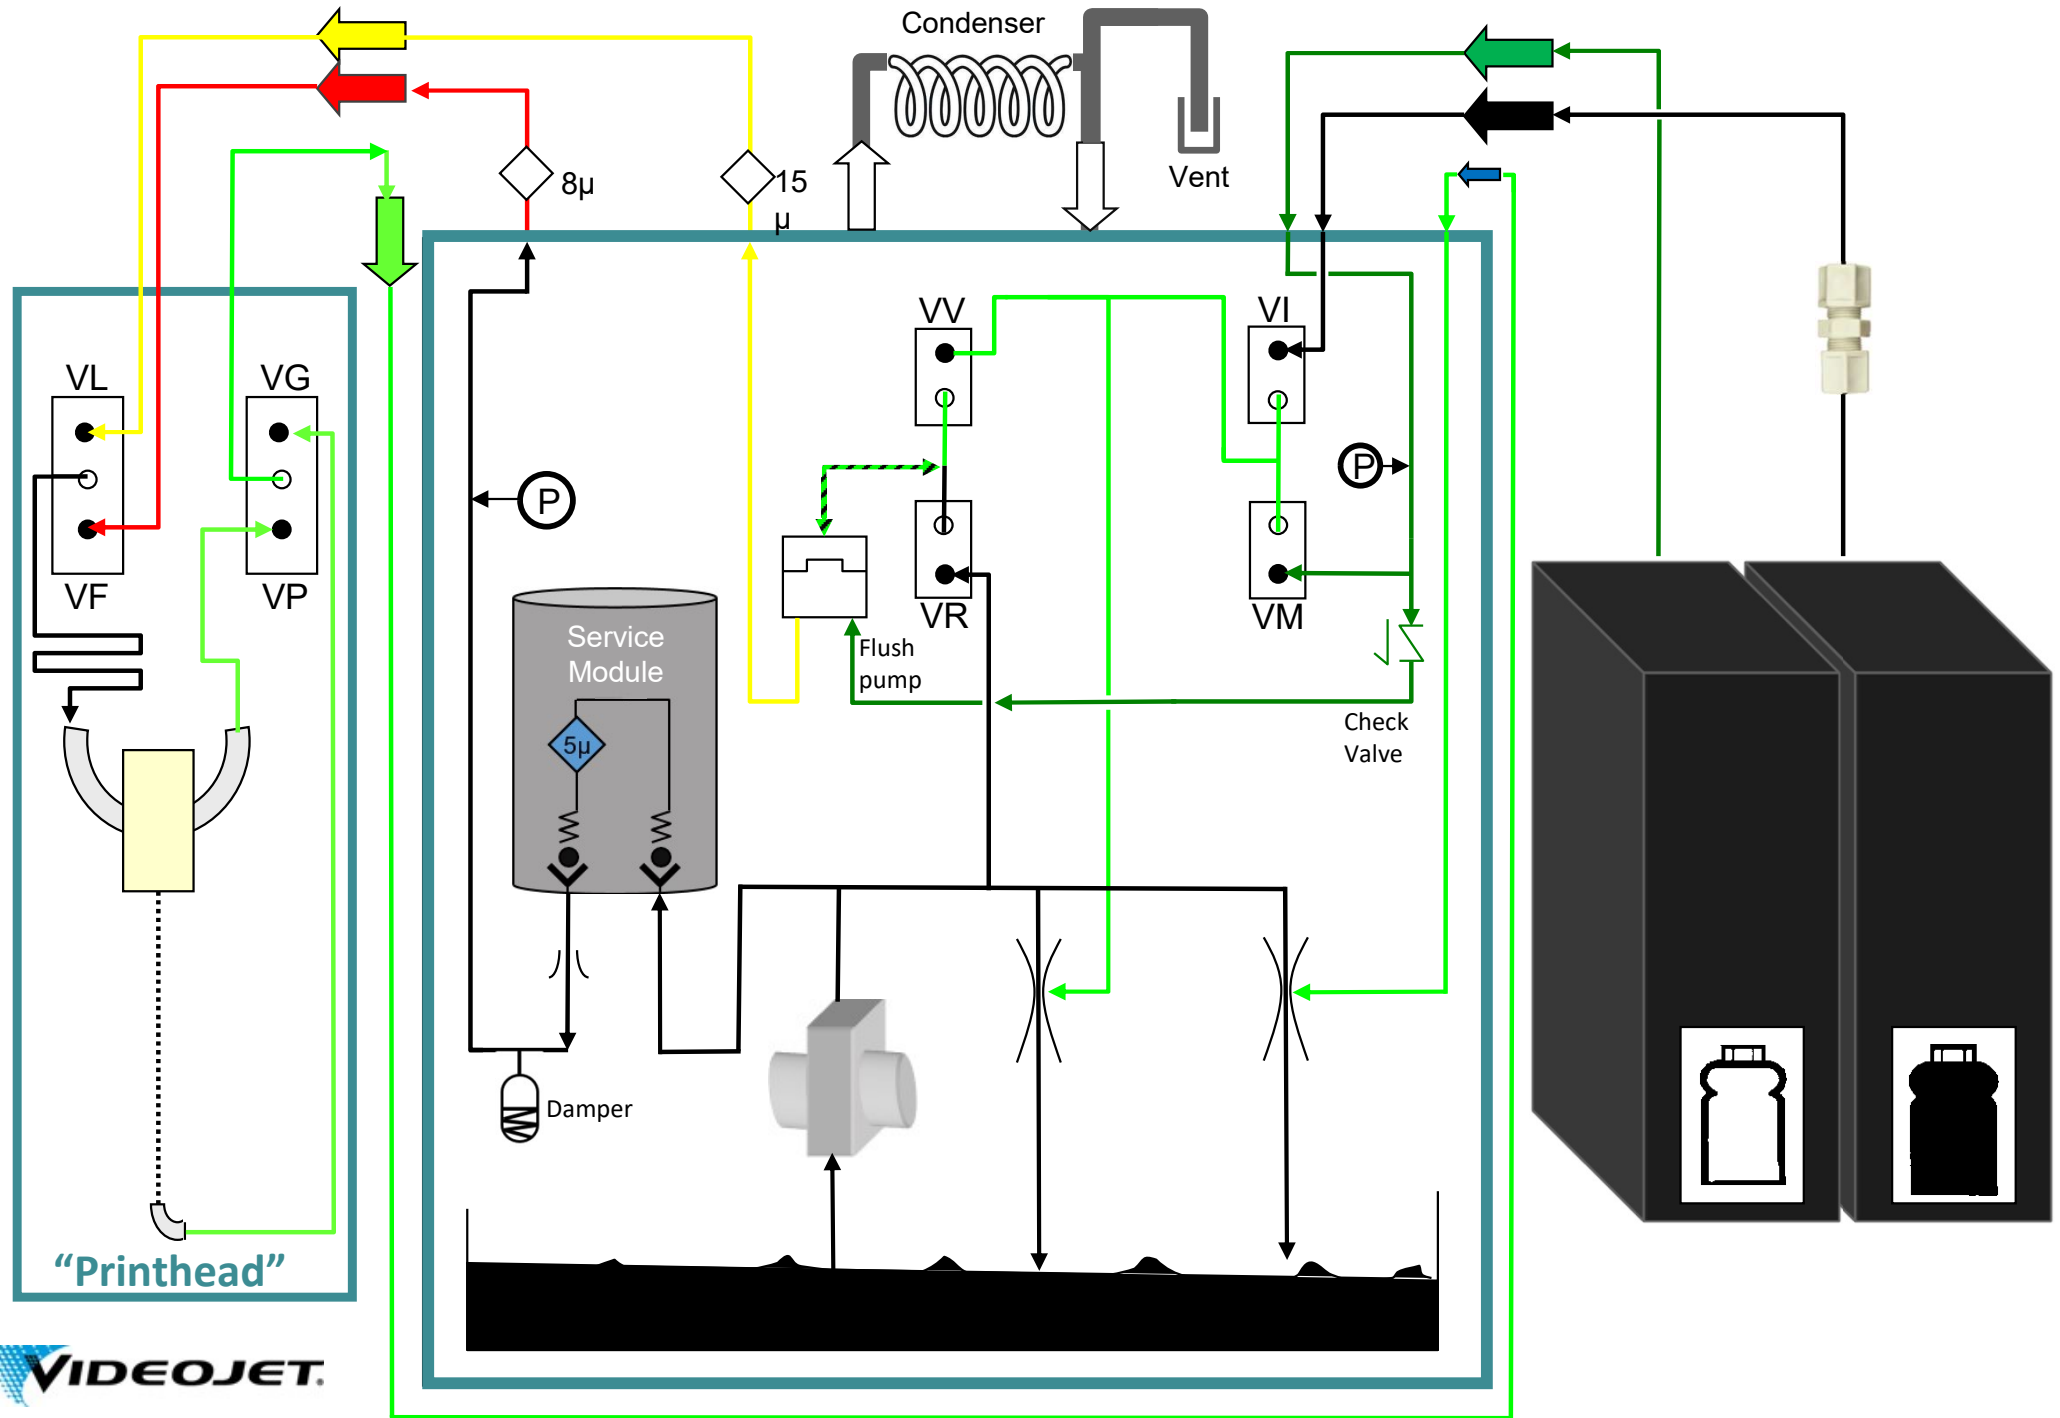 Condenser
Vent
8µ
15
µ
VL
VG
VF
VP
VV
VI
P
P
VR
VM
Service
Module
5µ
Flush
pump
Check
Valve
Damper
“Printhead”
VIDEOJET.